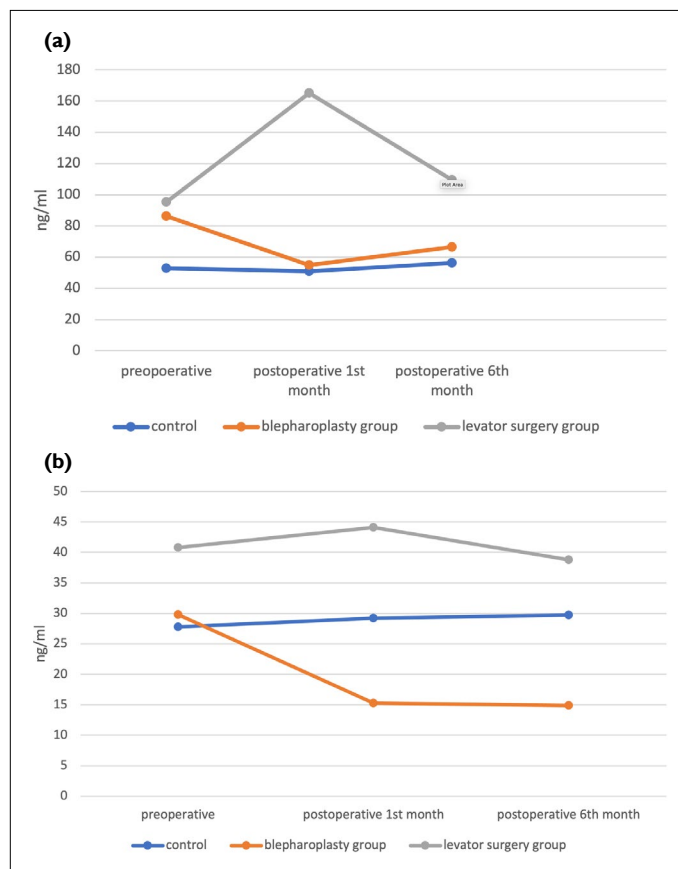 (a)
180
160
140
120
100
80
60
40
20
0
ng/ml
Plot Area
preopoerative
postoperative 1st
month
postoperative 6th
month
control
blepharoplasty group
levator surgery group
(b)
50
45
40
35
30
25
20
15
10
5
0
ng/ml
preoperative
postoperative 1st month
postoperative 6th month
control
blepharoplasty group
levator surgery group